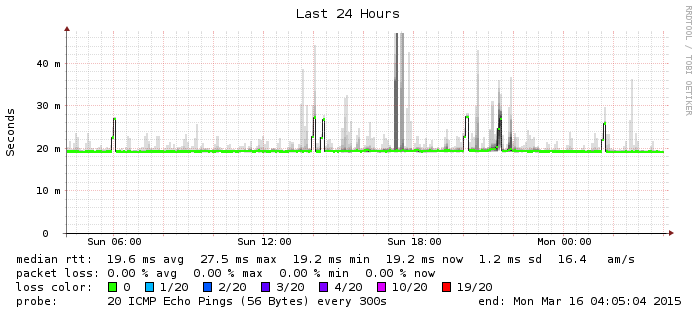 Last 24 Hours
RRDTOOL / TOBI OETIKER
Seconds
40 m
30 m
20 m
10 m
0
Sun 06:00 Sun 12:00 Sun 18:00 Mon 00:00
median rtt: 19.6 ms avg 27.5 ms max 19.2 ms min 19.2 ms now 1.2 ms sd 16.4 am/s
packet loss: 0.00 % avg 0.00 % max 0.00 % min 0.00 % now
loss color: 0 1/20 2/20 3/20 4/20 10/20 19/20
probe: 20 ICMP Echo Pings (56 Bytes) every 300s end: Mon Mar 16 04:05:04 2015